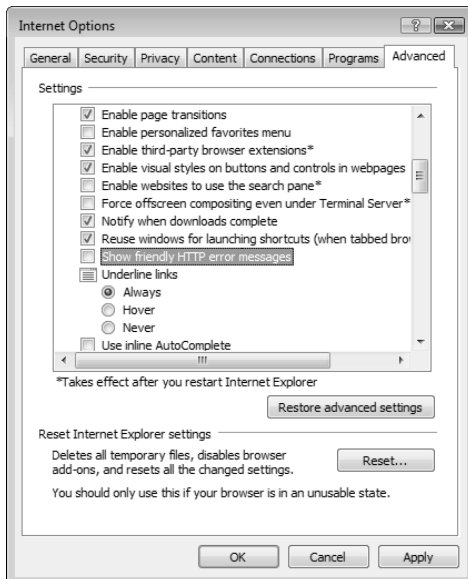 Internet Options
General Security Privacy Content Connections Programs Advanced
Settings
Enable page transitions
Enable personalized favorites menu
Enable third-party browser extensions*
Enable visual styles on buttons and controls in webpages
Enable websites to use the search pane*
Force offscreen compositing even under Terminal Server*
Notify when downloads complete
Reuse windows for launching shortcuts (when tabbed bro
Show friendly HTTP error messages
Underline links
Always
Hover
Never
Use inline AutoComplete
*Takes effect after you restart Internet Explorer
Restore advanced settings
Reset Internet Explorer settings
Deletes all temporary files, disables browser
add-ons, and resets all the changed settings.
Reset...
You should only use this if your browser is in an unusable state.
OK Cancel Apply